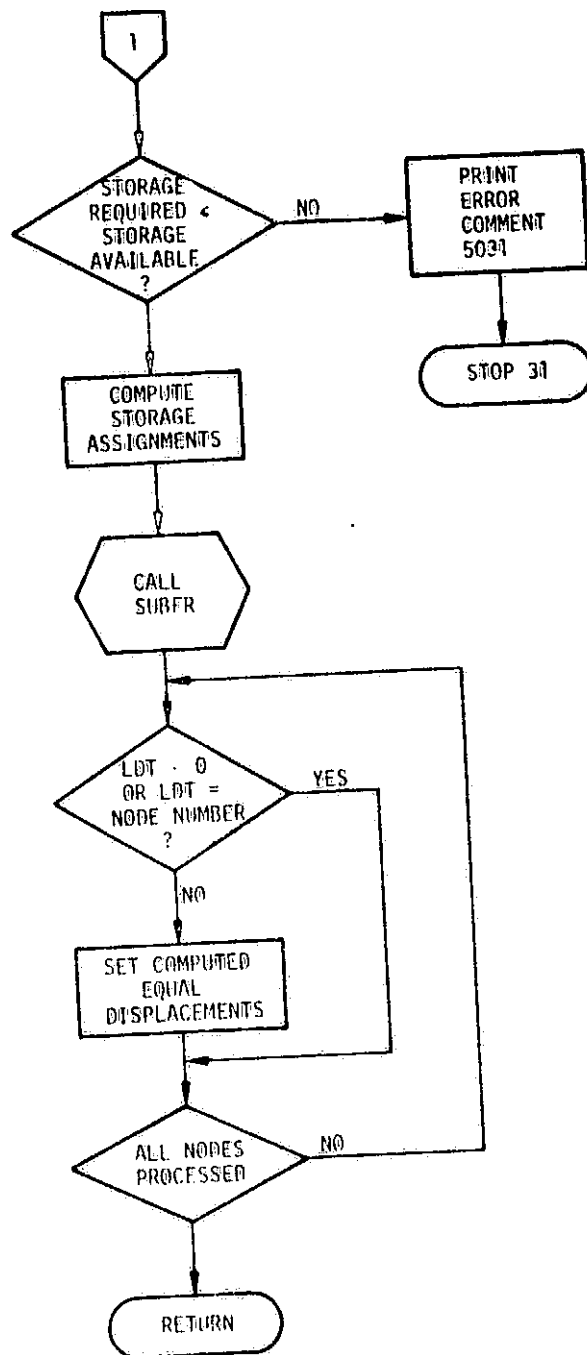 1
STORAGE
REQUIRED <
STORAGE
AVAILABLE
?
NO
PRINT
ERROR
COMMENT
5031
STOP 31
COMPUTE
STORAGE
ASSIGNMENTS
CALL
SUBFR
LDT - 0
OR LDT =
NODE NUMBER
?
YES
NO
SET COMPUTED
EQUAL
DISPLACEMENTS
ALL NODES
PROCESSED
NO
RETURN